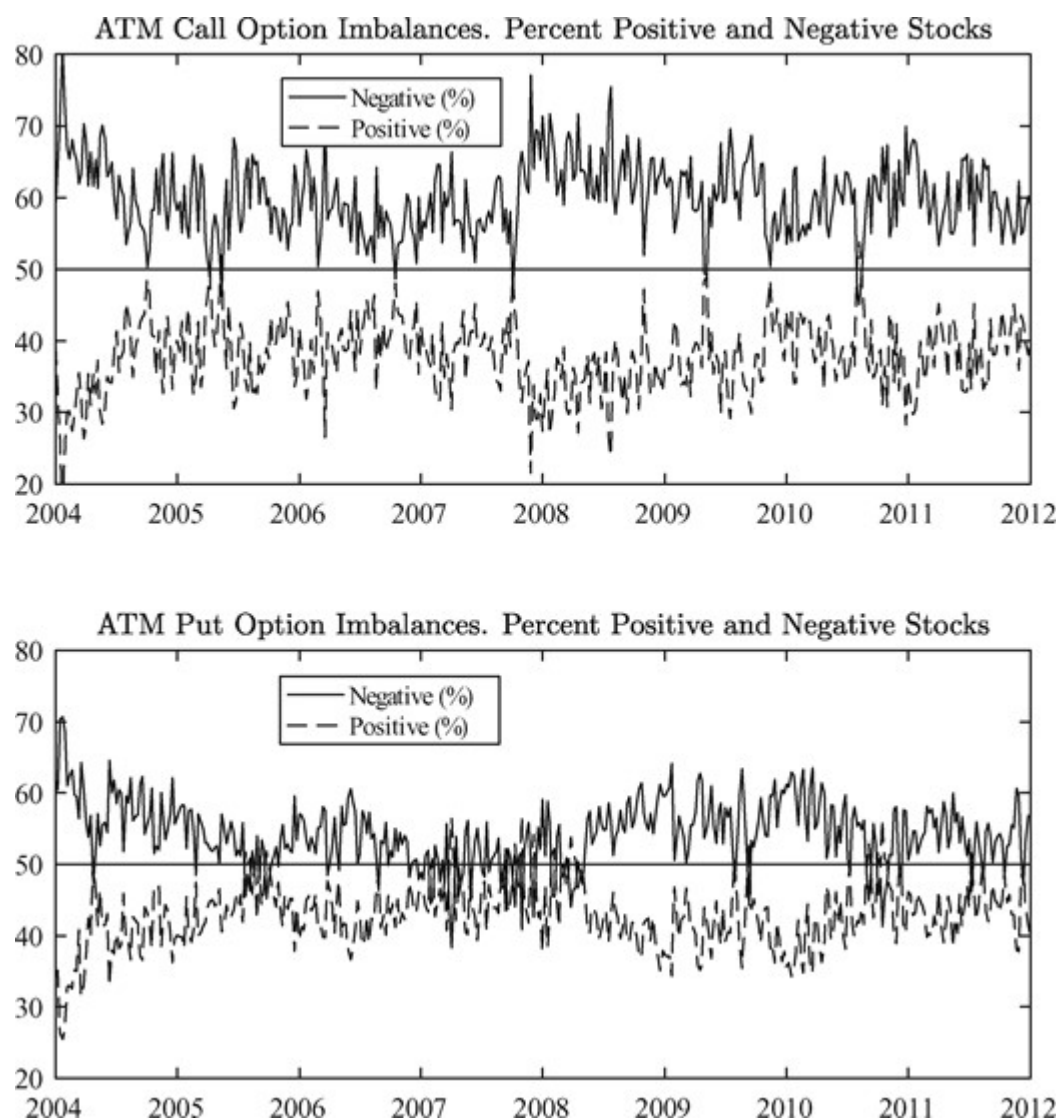 ATM Call Option Imbalances. Percent Positive and Negative Stocks
80
70
60
50
40
30
20
Negative (%)
Positive (%)
2004 2005 2006 2007 2008 2009 2010 2011 2012
ATM Put Option Imbalances. Percent Positive and Negative Stocks
80
70
60
50
40
30
20
Negative (%)
Positive (%)
2004 2005 2006 2007 2008 2009 2010 2011 2012